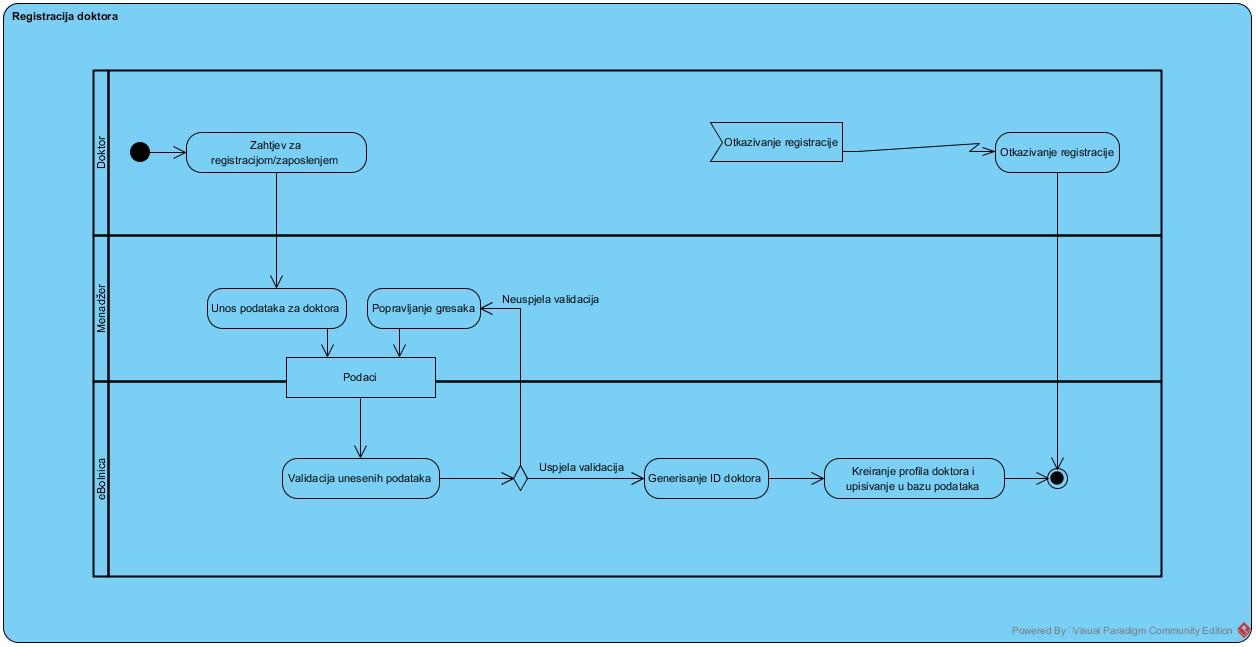 Registracija doktora
Doktor
Zahtjev za
registracijom/zaposlenjem
Otkazivanje registracije
Otkazivanje registracije
Menadžer
Unos podataka za doktora
Popravljanje gresaka
Neuspjela validacija
Podaci
eBolnica
Validacija unesenih podataka
Uspjela validacija
Generisanje ID doktora
Kreiranje profila doktora i
upisivanje u bazu podataka
Powered By Visual Paradigm Community Edition